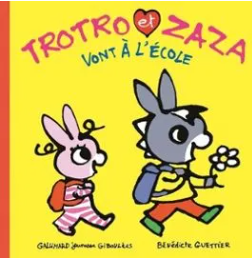 TROTRO et ZAZA
VONT À L'ÉCOLE
GALLIMARD jeunesse GIBOULÉES BÉNÉDICTE GUETTIER